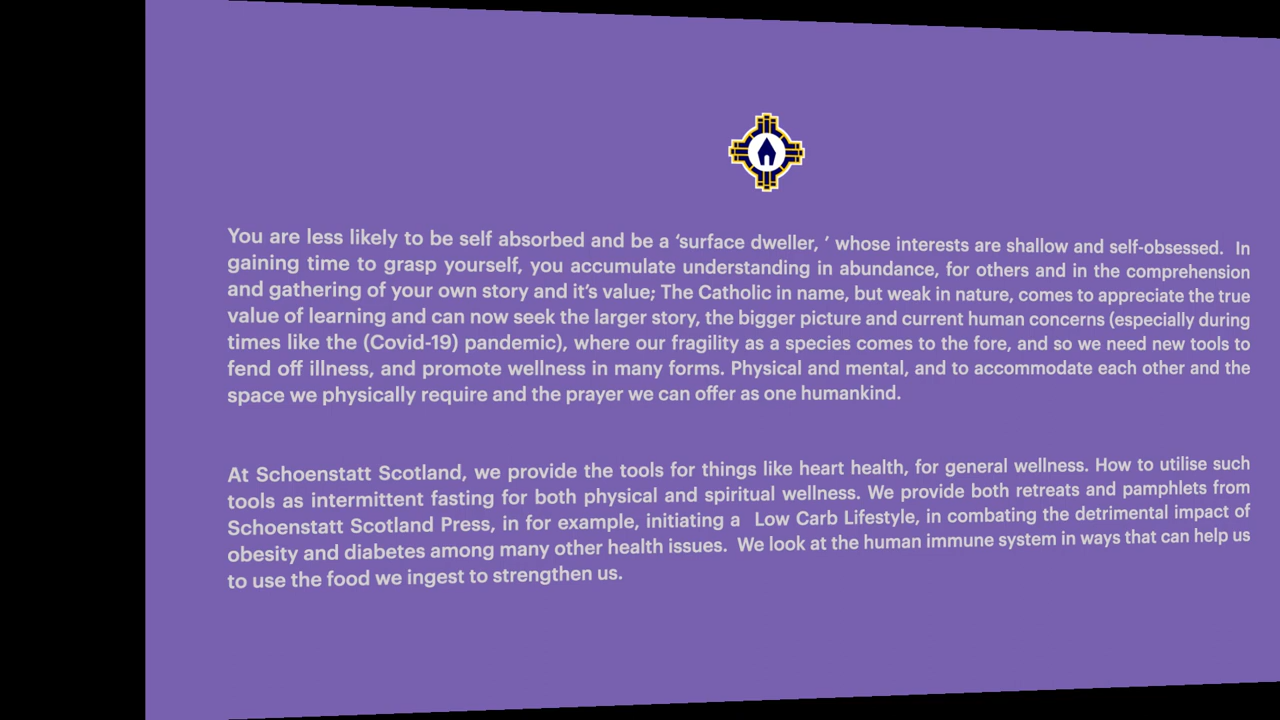 You are less likely to be self absorbed and be a ‘surface dweller, ’ whose interests are shallow and self-obsessed.  In
gaining time to grasp yourself, you accumulate understanding in abundance, for others and in the comprehension
and gathering of your own story and it’s value; The Catholic in name, but weak in nature, comes to appreciate the true
value of learning and can now seek the larger story, the bigger picture and current human concerns (especially during
times like the (Covid-19) pandemic), where our fragility as a species comes to the fore, and so we need new tools to
fend off illness, and promote wellness in many forms. Physical and mental, and to accommodate each other and the
space we physically require and the prayer we can offer as one humankind.
At Schoenstatt Scotland, we provide the tools for things like heart health, for general wellness. How to utilise such
tools as intermittent fasting for both physical and spiritual wellness. We provide both retreats and pamphlets from
Schoenstatt Scotland Press, in for example, initiating a  Low Carb Lifestyle, in combating the detrimental impact of
obesity and diabetes among many other health issues.  We look at the human immune system in ways that can help us
to use the food we ingest to strengthen us.